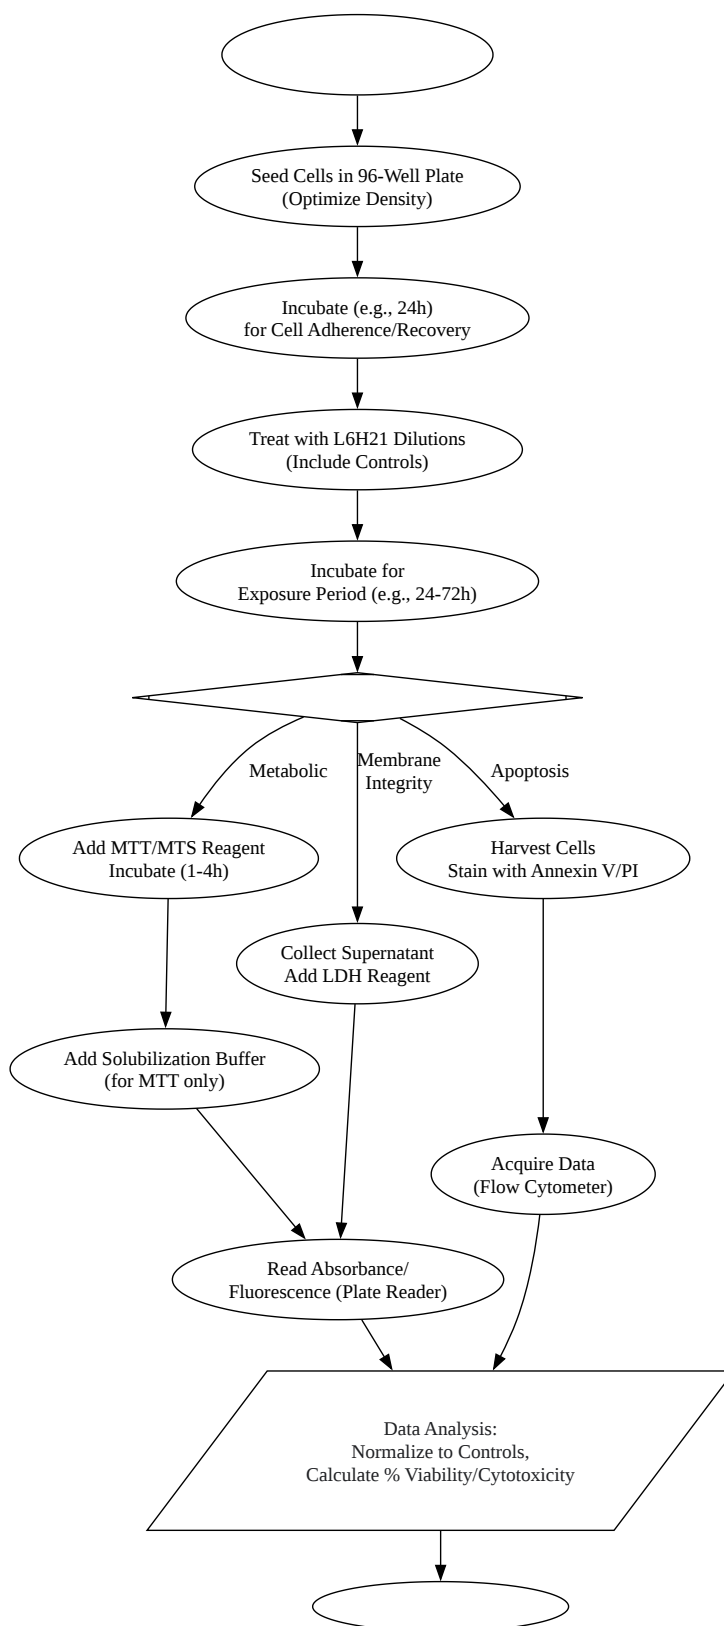 Seed Cells in 96-Well Plate
(Optimize Density)
Incubate (e.g., 24h)
for Cell Adherence/Recovery
Treat with L6H21 Dilutions
(Include Controls)
Incubate for
Exposure Period (e.g., 24-72h)
Metabolic
Membrane
Integrity
Apoptosis
Add MTT/MTS Reagent
Incubate (1-4h)
Harvest Cells
Stain with Annexin V/PI
Collect Supernatant
Add LDH Reagent
Add Solubilization Buffer
(for MTT only)
Acquire Data
(Flow Cytometer)
Read Absorbance/
Fluorescence (Plate Reader)
Data Analysis:
Normalize to Controls,
Calculate % Viability/Cytotoxicity